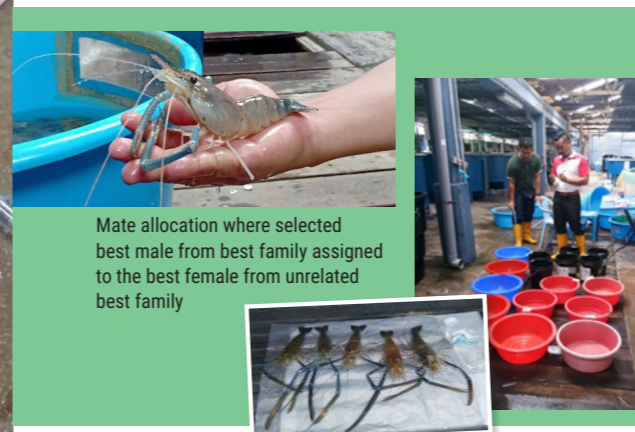 Mate allocation where selected
best male from best family assigned
to the best female from unrelated
best family